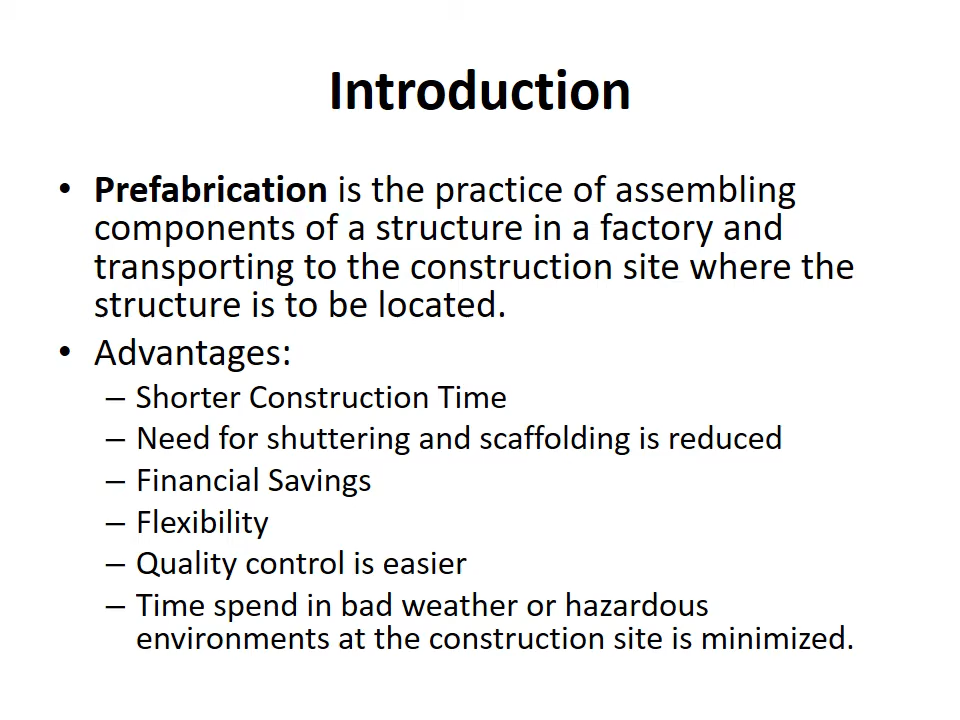 Introduction
• Prefabrication is the practice of assembling
components of a structure in a factory and
transporting to the construction site where the
structure is to be located.
• Advantages:
– Shorter Construction Time
– Need for shuttering and scaffolding is reduced
– Financial Savings
– Flexibility
– Quality control is easier
– Time spend in bad weather or hazardous
environments at the construction site is minimized.